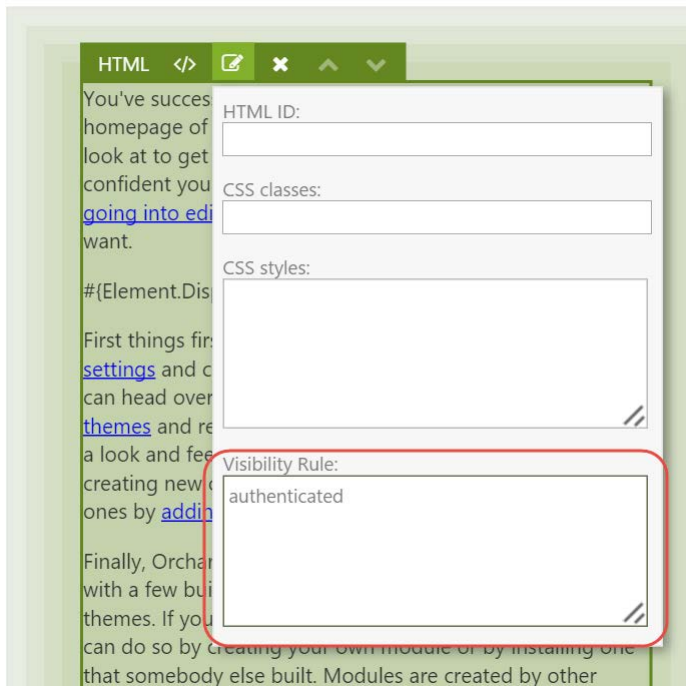 HTML </>
You've succes
homepage of
look at to get
confident you
going into edi
want.
#{Element.Disp
First things firs
settings and c
can head over
themes and re
a look and fee
creating new c
ones by addin
Finally, Orchar
with a few bui
themes. If you
can do so by creating your own module or by installing one
that somebody else built. Modules are created by other
HTML ID:
CSS classes:
CSS styles:
Visibility Rule:
authenticated